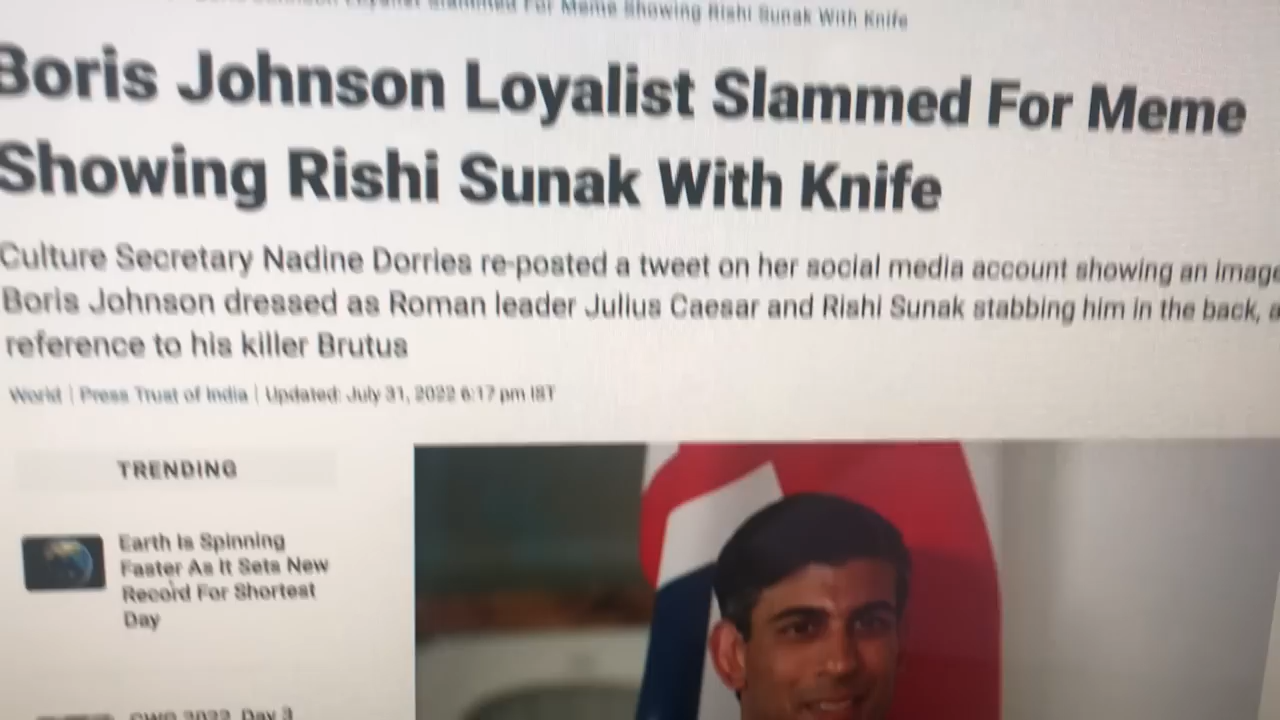 Boris Johnson Loyalist Slammed For Meme Showing Rishi Sunak With Knife
Boris Johnson Loyalist Slammed For Meme
Showing Rishi Sunak With Knife
Culture Secretary Nadine Dorries re-posted a tweet on her social media account showing an image
Boris Johnson dressed as Roman leader Julius Caesar and Rishi Sunak stabbing him in the back, a
reference to his killer Brutus
World | Press Trust of India | Updated: July 31, 2022 6:17 pm IST
TRENDING
Earth Is Spinning
Faster As It Sets New
Record For Shortest
Day
CWG 2022, Day 3